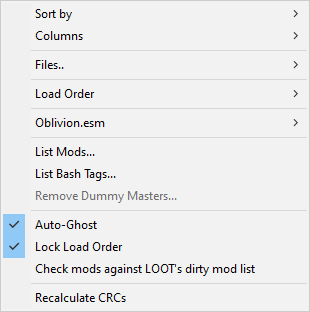 Sort by
Columns
Files..
Load Order
Oblivion.esm
List Mods...
List Bash Tags...
Remove Dummy Masters...
Auto-Ghost
Lock Load Order
Check mods against LOOT's dirty mod list
Recalculate CRCs